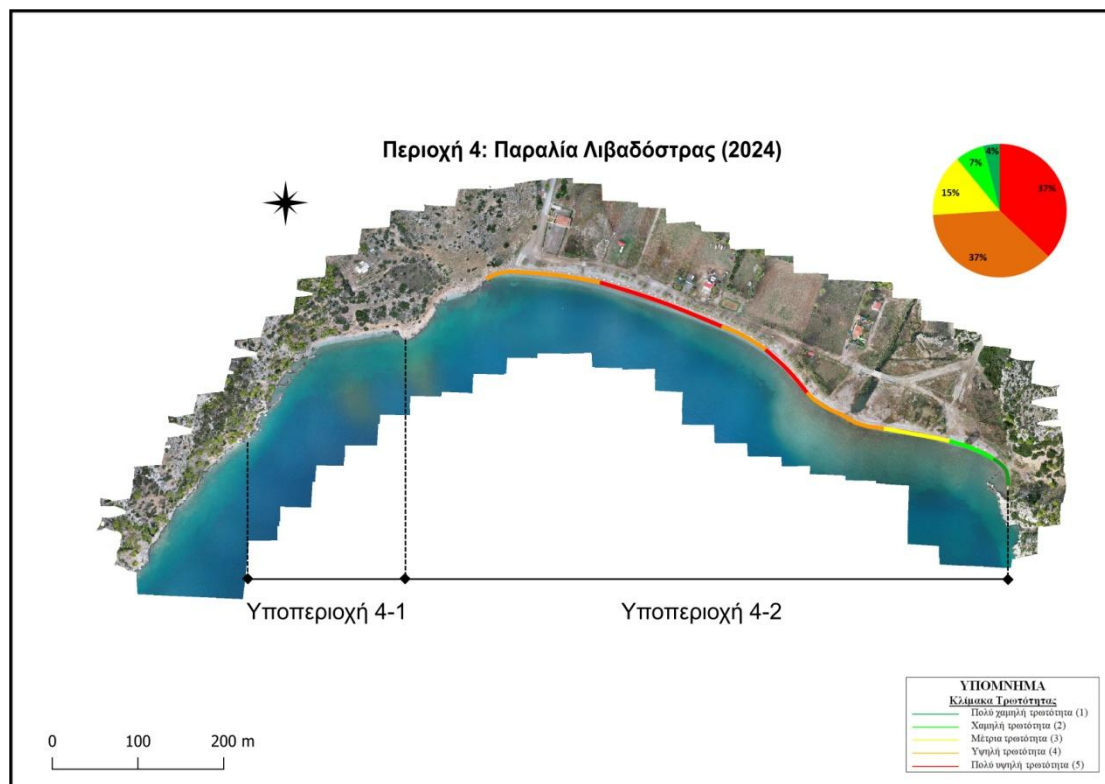 Περιοχή 4: Παραλία Λιβαδόστρας (2024)
4%
7%
37%
15%
37%
Υποπεριοχή 4-1
Υποπεριοχή 4-2
0 100 200 m
ΥΠΟΜΝΗΜΑ
Κλίμακα Τρωτότητας
Πολύ χαμηλή τρωτότητα (1)
Χαμηλή τρωτότητα (2)
Μέτρια τρωτότητα (3)
Υψηλή τρωτότητα (4)
Πολύ υψηλή τρωτότητα (5)